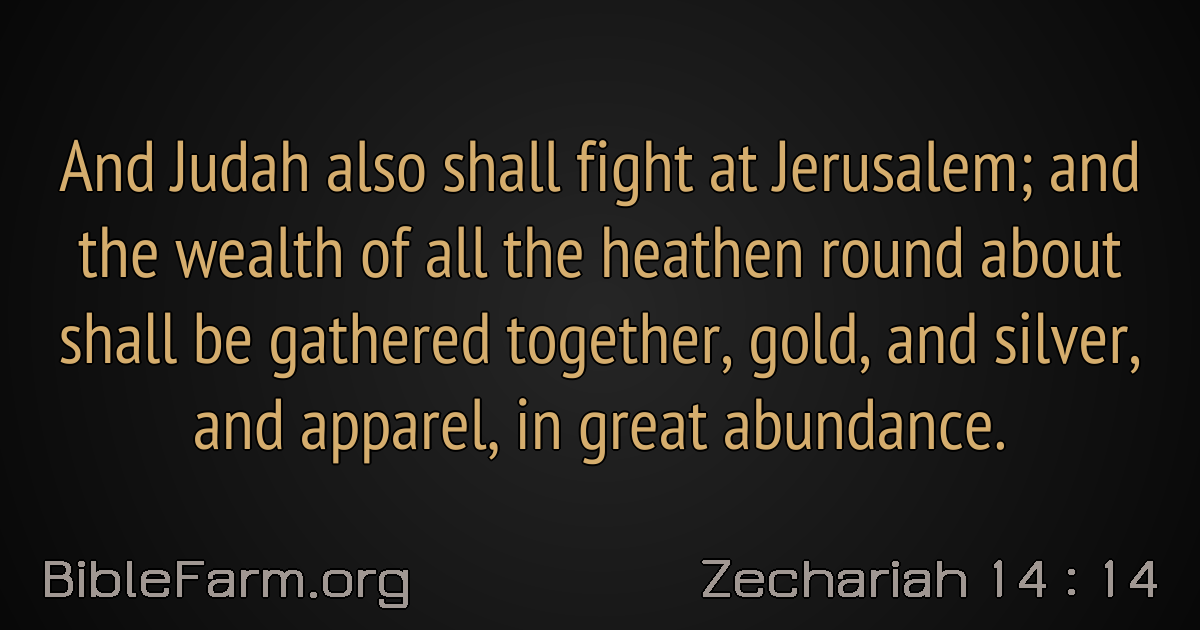 And Judah also shall fight at Jerusalem; and
the wealth of all the heathen round about
shall be gathered together, gold, and silver,
and apparel, in great abundance.
BibleFarm.org
Zechariah 14 : 14